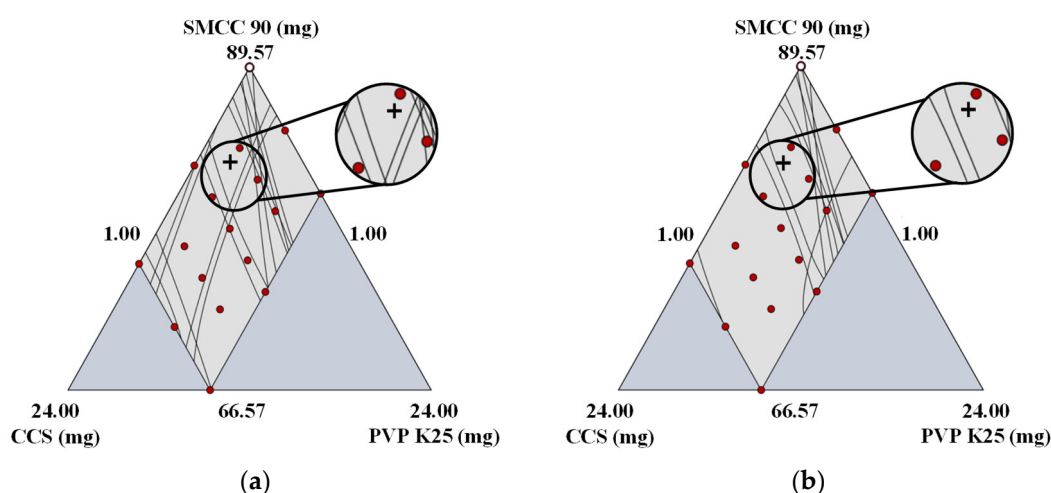 SMCC 90 (mg)
89.57
1.00
1.00
24.00
66.57
24.00
CCS (mg)
PVP K25 (mg)
(a)
SMCC 90 (mg)
89.57
1.00
1.00
24.00
66.57
24.00
CCS (mg)
PVP K25 (mg)
(b)